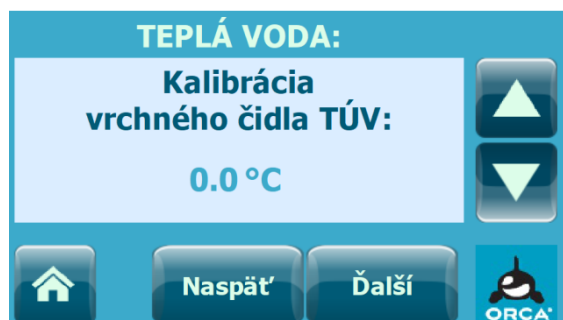 TEPLÁ VODA:
Kalibrácia
vrchného čidla TÚV:
0.0 °C
Naspäť
Ďalší
ORCA